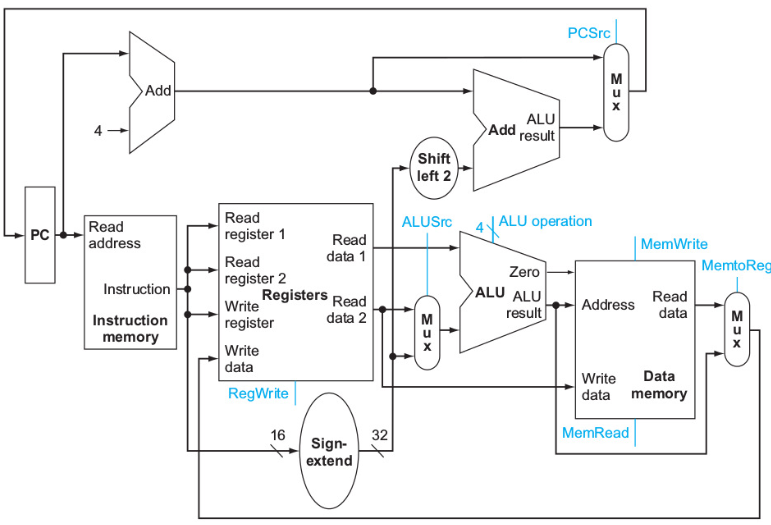 PCSrc
Add
M
u
x
4
Add
ALU
result
Shift
left 2
PC
Read
address
Instruction
Instruction
memory
Read
register 1
Read
register 2
Write
register
Write
data
Registers
Read
data 1
Read
data 2
RegWrite
ALUSrc
M
u
x
4
ALU operation
Zero
ALU
ALU
result
MemWrite
Address
Read
data
Write
data
Data
memory
MemRead
MemtoReg
M
u
x
16
Sign-
extend
32